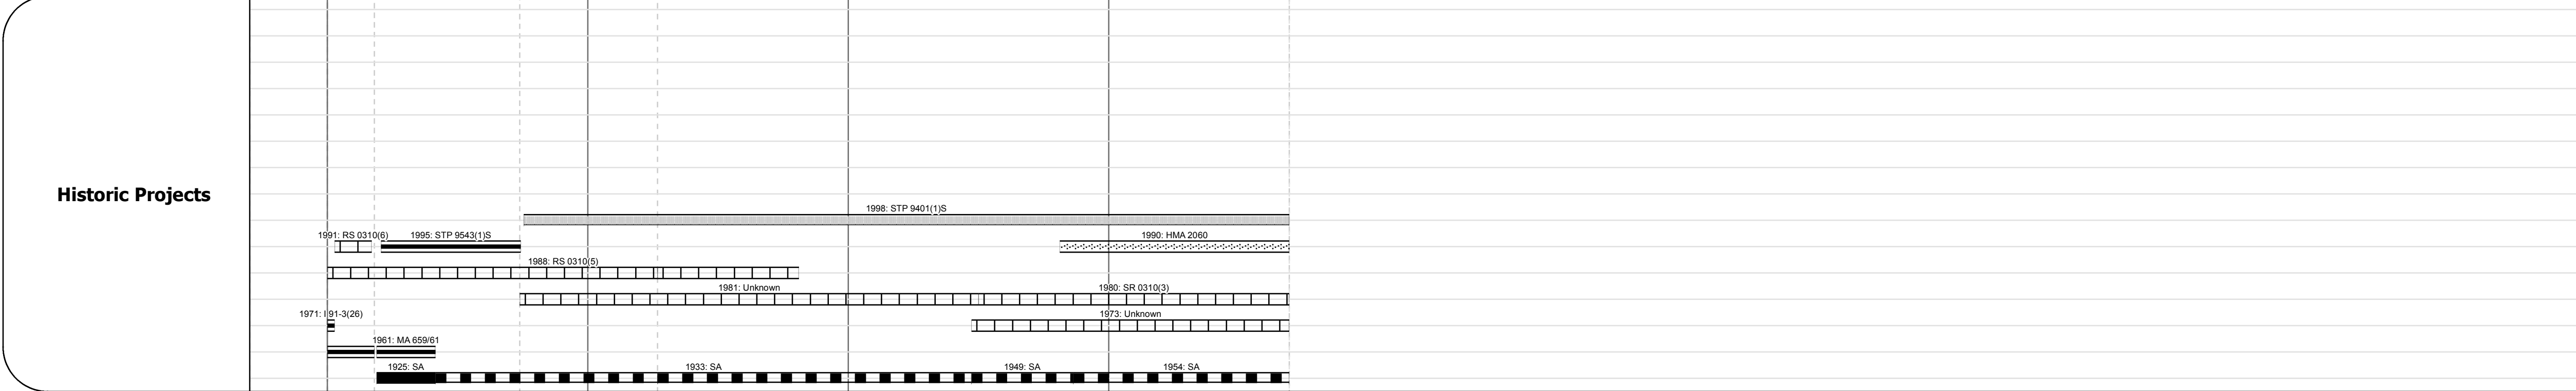 Historic Projects
1998: STP 9401(1)S
1991: RS 0310(6)
1995: STP 9543(1)S
1990: HMA 2060
1988: RS 0310(5)
1981: Unknown
1980: SR 0310(3)
1971: I 91-3(26)
1973: Unknown
1961: MA 659/61
1925: SA
1933: SA
1949: SA
1954: SA